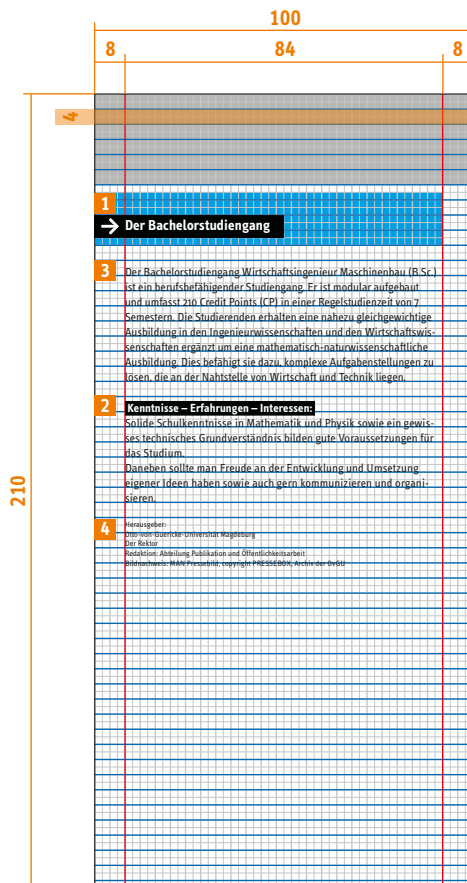 100
8 84 8
4
1
→ Der Bachelorstudiengang
3
Der Bachelorstudiengang Wirtschaftsingenieur Maschinenbau (B.Sc.)
ist ein berufsbefähigender Studiengang. Er ist modular aufgebaut
und umfasst 210 Credit Points (CP) in einer Regelstudienzeit von 7
Semestern. Die Studierenden erhalten eine nahezu gleichgewichtige
Ausbildung in den Ingenieurwissenschaften und den Wirtschaftswis-
senschaften ergänzt um eine mathematisch-naturwissenschaftliche
Ausbildung. Dies befähigt sie dazu, komplexe Aufgabenstellungen zu
lösen, die an der Nahtstelle von Wirtschaft und Technik liegen.
2
Kenntnisse – Erfahrungen – Interessen:
Solide Schulkenntnisse in Mathematik und Physik sowie ein gewis-
ses technisches Grundverständnis bilden gute Voraussetzungen für
das Studium.
Daneben sollte man Freude an der Entwicklung und Umsetzung
eigener Ideen haben sowie auch gern kommunizieren und organi-
sieren.
210
4
Herausgeber:
Otto-von-Guericke-Universität Magdeburg
Der Rektor
Redaktion: Abteilung Publikation und Öffentlichkeitsarbeit
Bildnachweis: MAN Pressebild, copyright PRESSEBOX, Archiv der OvGU